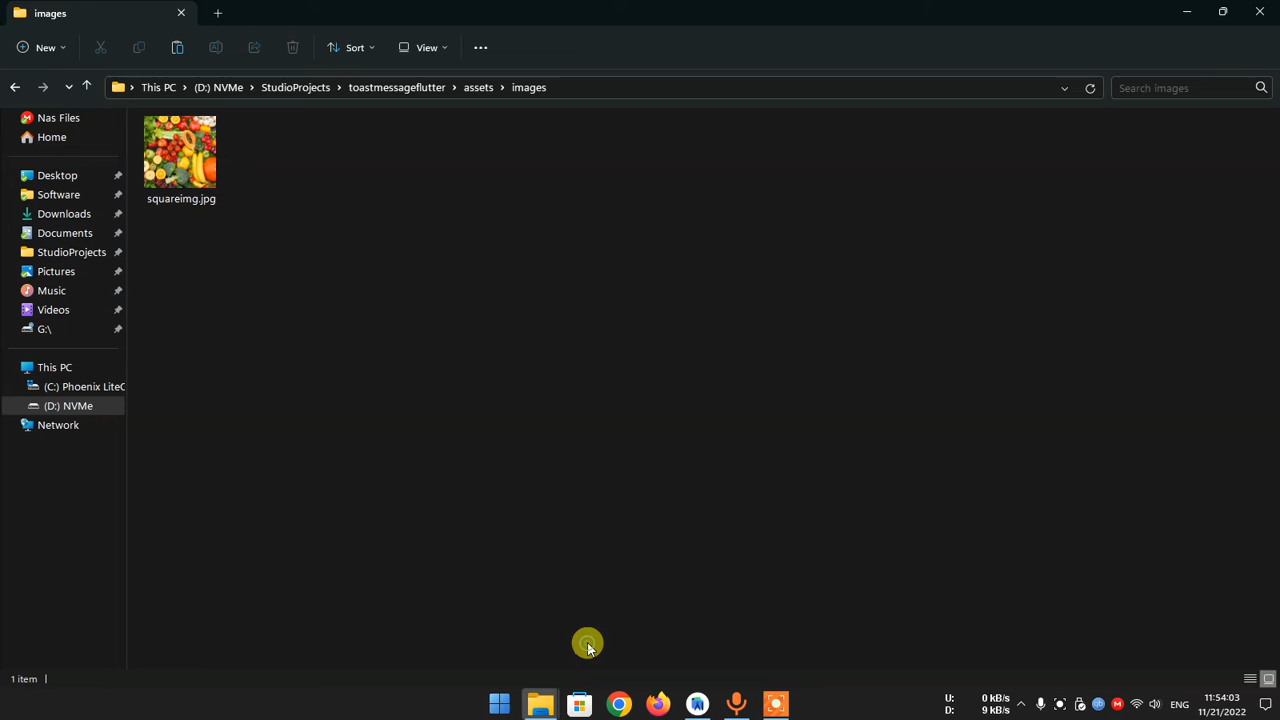 images
New
Sort
View
This PC
(D:) NVMe
StudioProjects
toastmessageflutter
assets
images
Search images
Nas Files
Home
Desktop
Software
Downloads
Documents
StudioProjects
Pictures
Music
Videos
G:\
This PC
(C:) Phoenix LiteO
(D:) NVMe
Network
squareimg.jpg
1 item
U: 0 kB/s
D: 9 kB/s
ENG
11:54:03
11/21/2022